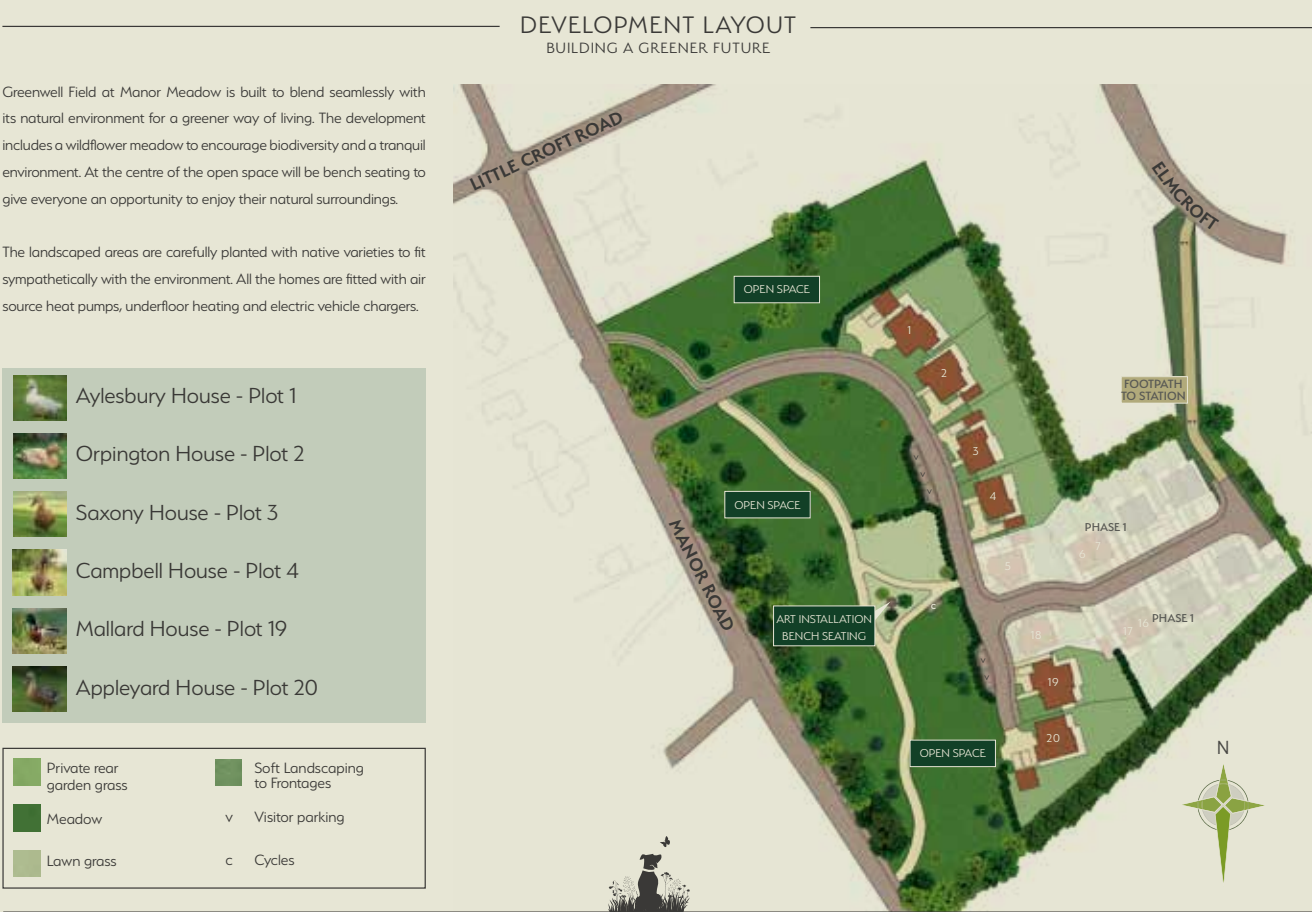 DEVELOPMENT LAYOUT
BUILDING A GREENER FUTURE
Greenwell Field at Manor Meadow is built to blend seamlessly with
its natural environment for a greener way of living. The development
includes a wildflower meadow to encourage biodiversity and a tranquil
environment. At the centre of the open space will be bench seating to
give everyone an opportunity to enjoy their natural surroundings.
The landscaped areas are carefully planted with native varieties to fit
sympathetically with the environment. All the homes are fitted with air
source heat pumps, underfloor heating and electric vehicle chargers.
Aylesbury House - Plot 1
Orpington House - Plot 2
Saxony House - Plot 3
Campbell House - Plot 4
Mallard House - Plot 19
Appleyard House - Plot 20
Private rear
garden grass
Meadow
Lawn grass
Soft Landscaping
to Frontages
v Visitor parking
c Cycles
LITTLE CROFT ROAD
ELMCROFT
OPEN SPACE
1
2
FOOTPATH
TO STATION
3
v
v
v
4
OPEN SPACE
MANOR ROAD
PHASE 1
5
6
7
c
ART INSTALLATION
BENCH SEATING
PHASE 1
16
17
18
v
v
19
20
OPEN SPACE
N